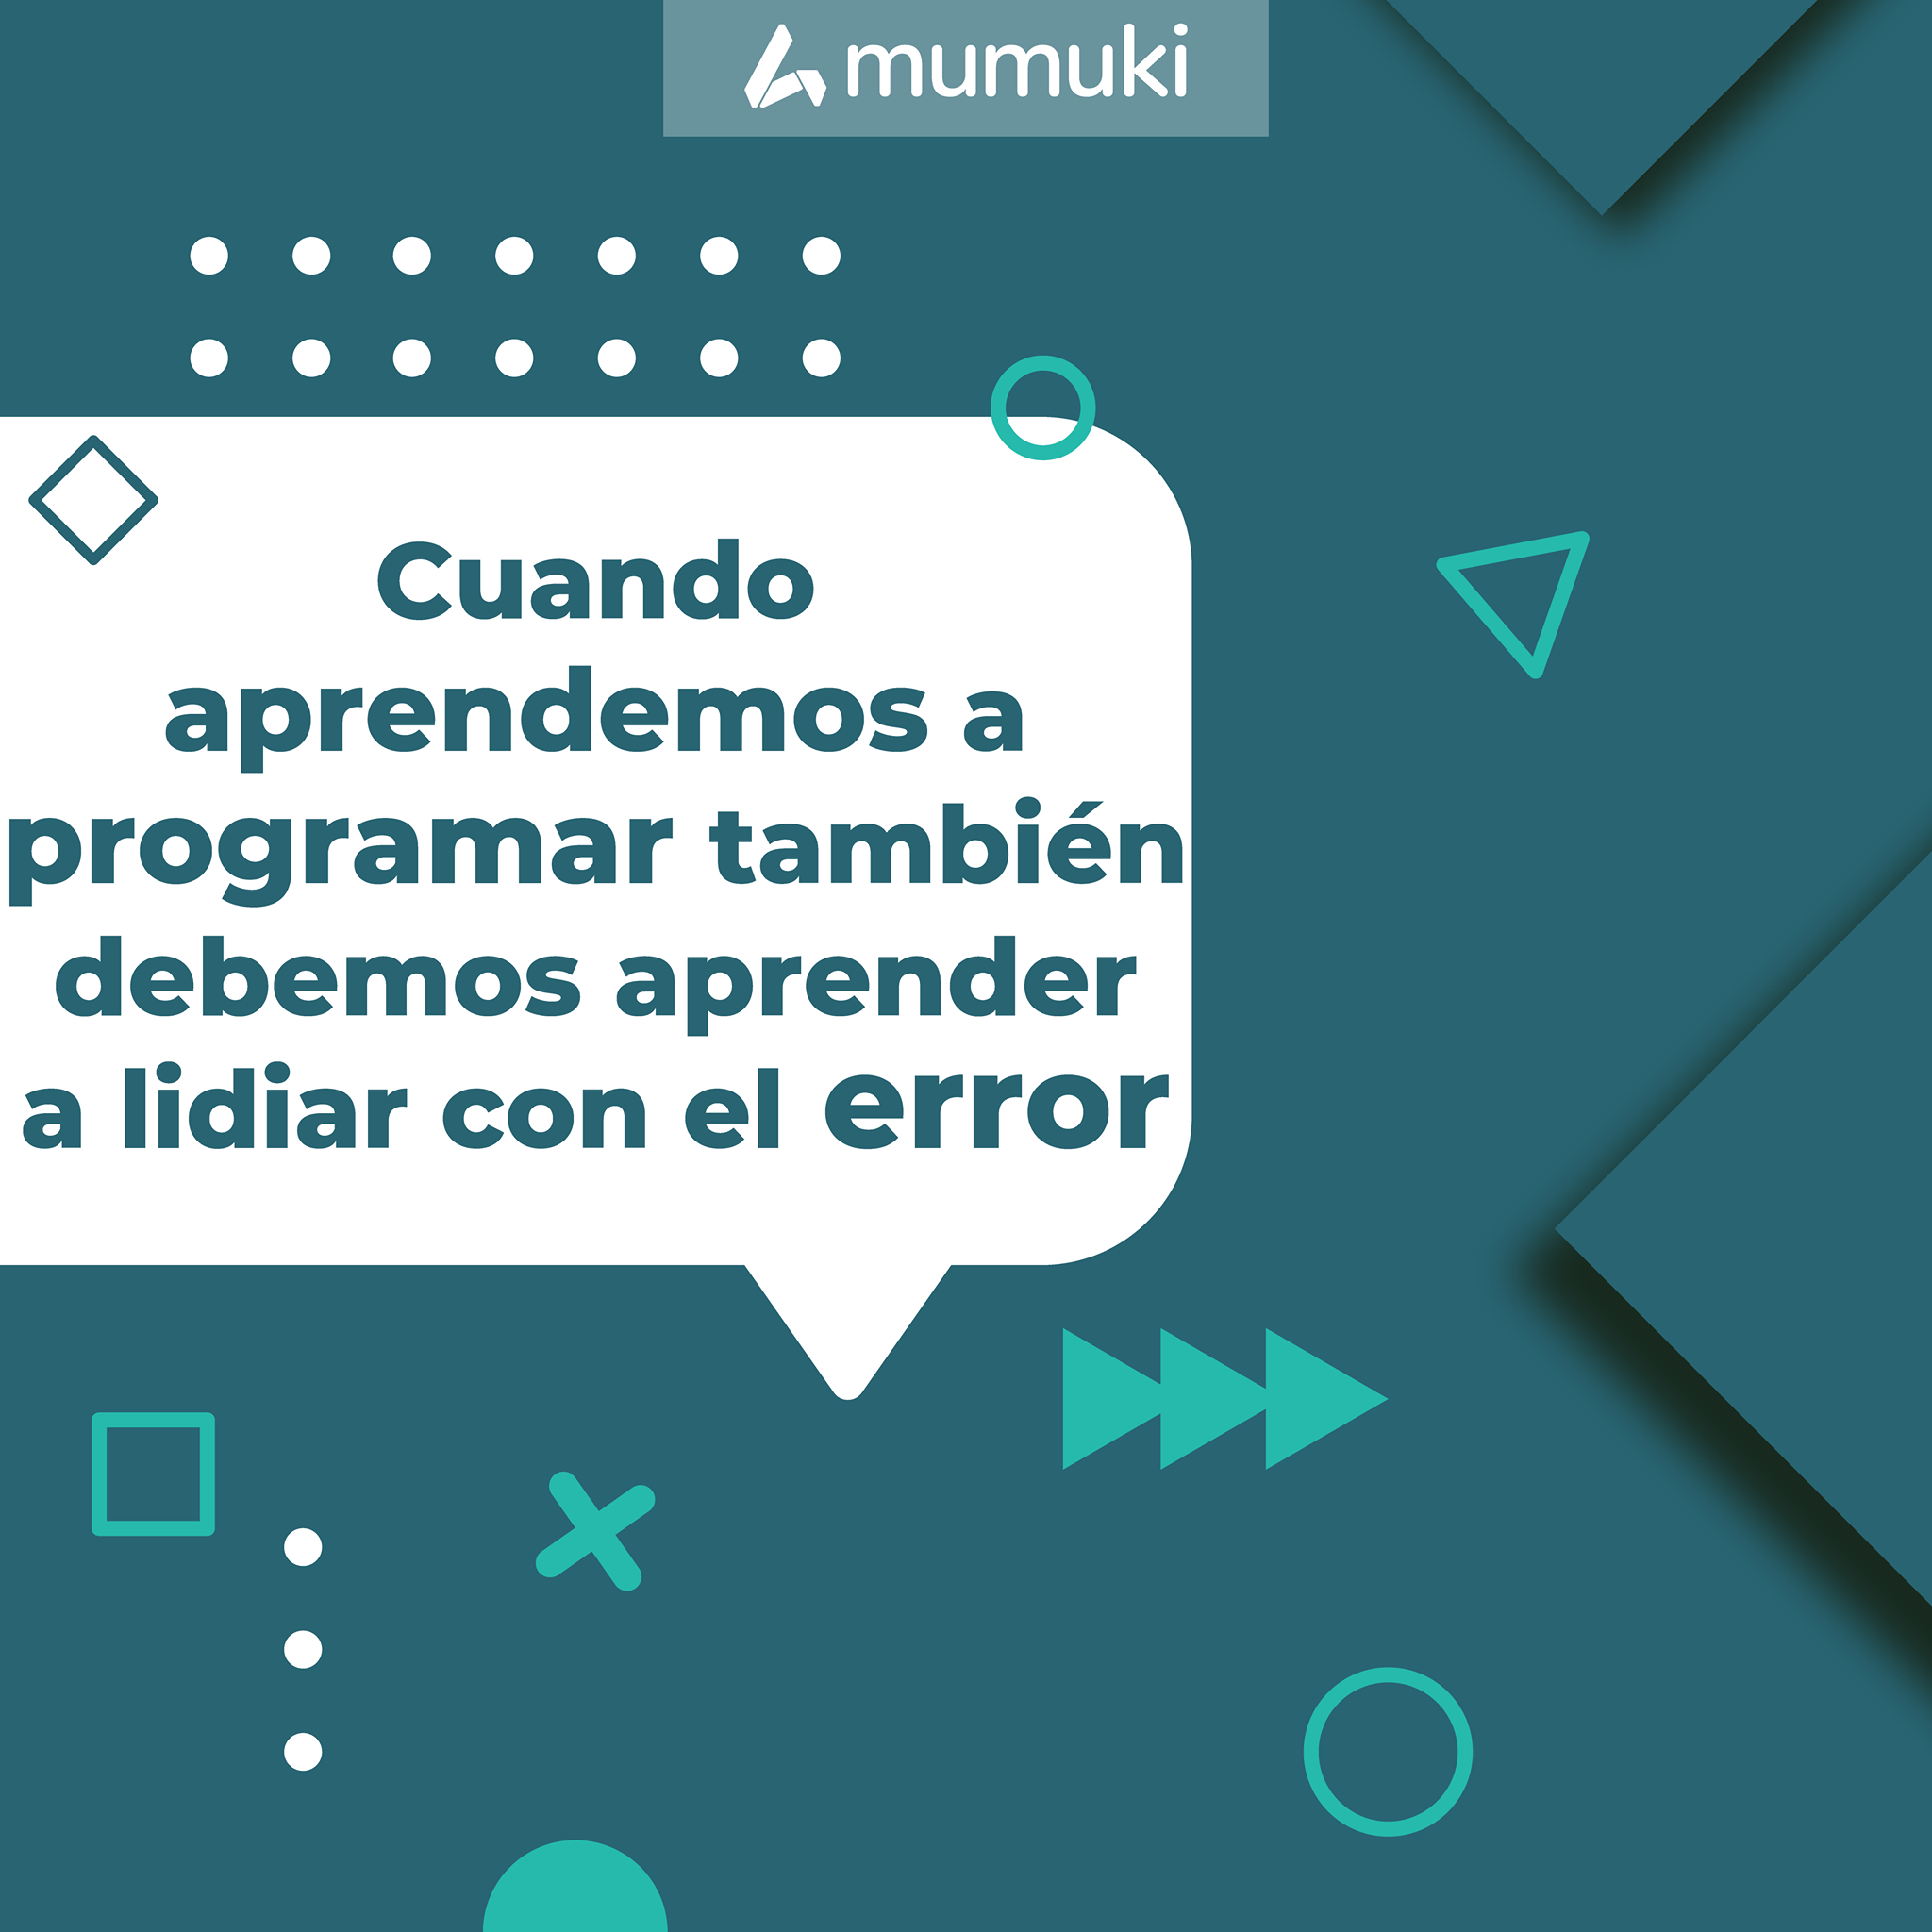 mumuki
Cuando
aprendemos a
programar también
debemos aprender
a lidiar con el error